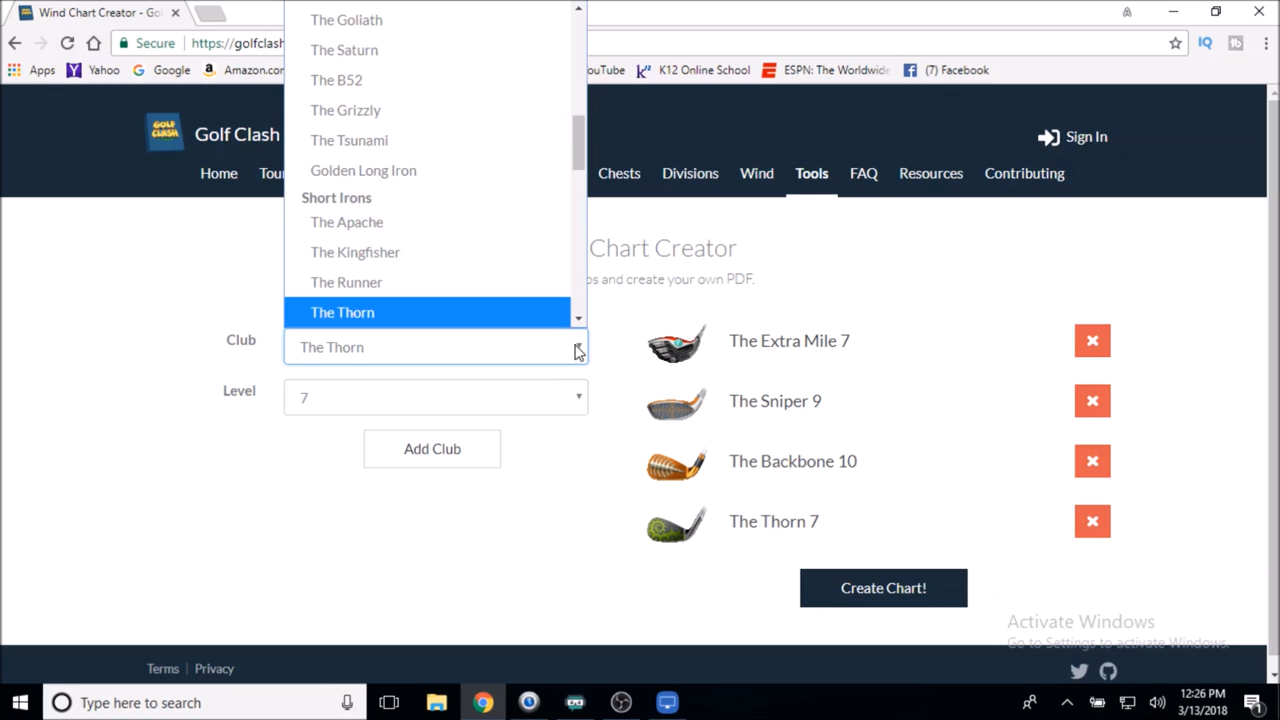 Wind Chart Creator - Gol
Secure https://golfclash
Apps Yahoo Google Amazon.com YouTube K12 Online School ESPN: The Worldwide (7) Facebook
Golf Clash
Sign In
Home Tou Chests Divisions Wind Tools FAQ Resources Contributing
The Goliath
The Saturn
The B52
The Grizzly
The Tsunami
Golden Long Iron
Short Irons
The Apache
The Kingfisher
The Runner
The Thorn
Chart Creator
os and create your own PDF.
Club The Thorn
Level 7
Add Club
The Extra Mile 7
The Sniper 9
The Backbone 10
The Thorn 7
Create Chart!
Activate Windows
Go to Settings to activate Windows.
Terms | Privacy
Type here to search
12:26 PM
3/13/2018
1